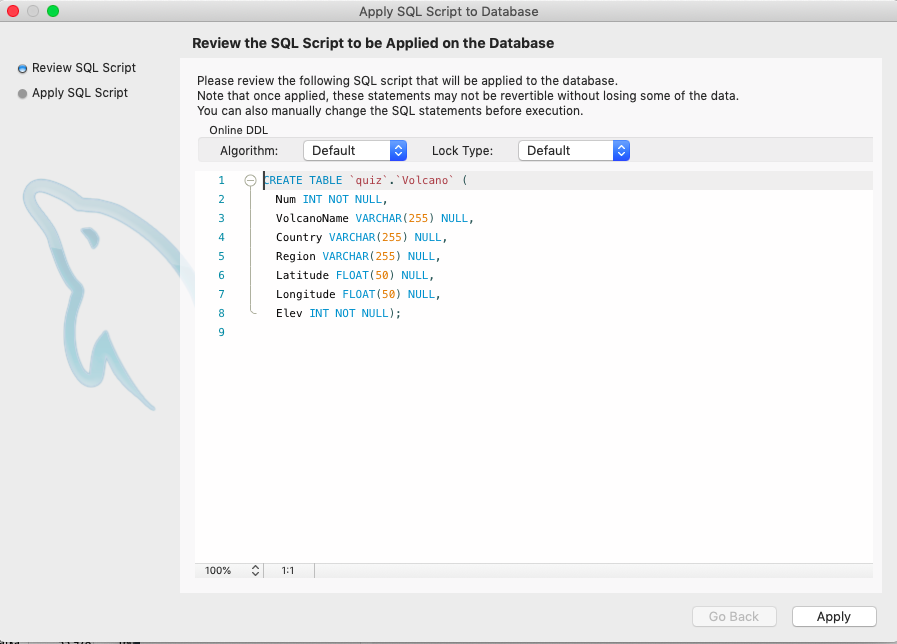 Apply SQL Script to Database
Review the SQL Script to be Applied on the Database
Review SQL Script
Apply SQL Script
Please review the following SQL script that will be applied to the database.
Note that once applied, these statements may not be revertible without losing some of the data.
You can also manually change the SQL statements before execution.
Online DDL
Algorithm: Default Lock Type: Default
1 CREATE TABLE `quiz`.`Volcano` (
2 Num INT NOT NULL,
3 VolcanoName VARCHAR(255) NULL,
4 Country VARCHAR(255) NULL,
5 Region VARCHAR(255) NULL,
6 Latitude FLOAT(50) NULL,
7 Longitude FLOAT(50) NULL,
8 Elev INT NOT NULL);
9
100% 1:1
Go Back Apply